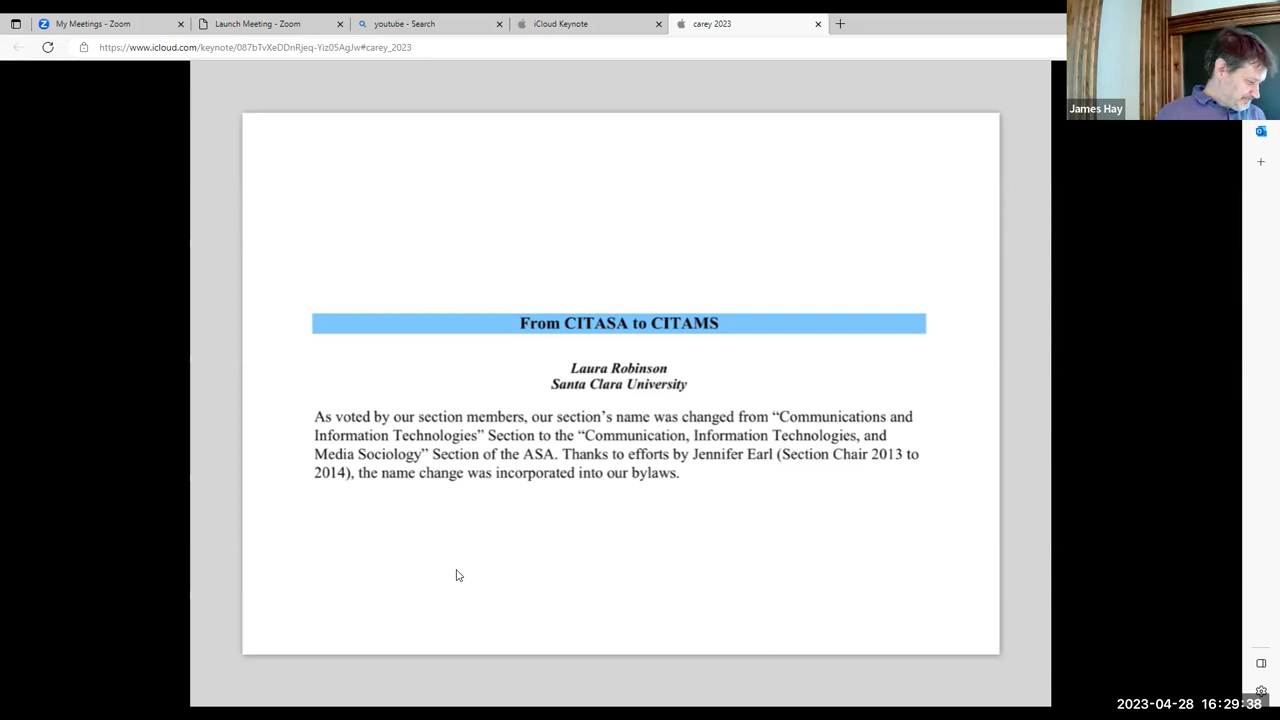 My Meetings - Zoom
Launch Meeting - Zoom
youtube - Search
iCloud Keynote
carey 2023
https://www.icloud.com/keynote/087bTvXeDDnRjeq-Yiz05AgJw#carey_2023
James Hay
From CITASA to CITAMS
Laura Robinson
Santa Clara University
As voted by our section members, our section’s name was changed from “Communications and
Information Technologies” Section to the “Communication, Information Technologies, and
Media Sociology” Section of the ASA. Thanks to efforts by Jennifer Earl (Section Chair 2013 to
2014), the name change was incorporated into our bylaws.
2023-04-28 16:29:38